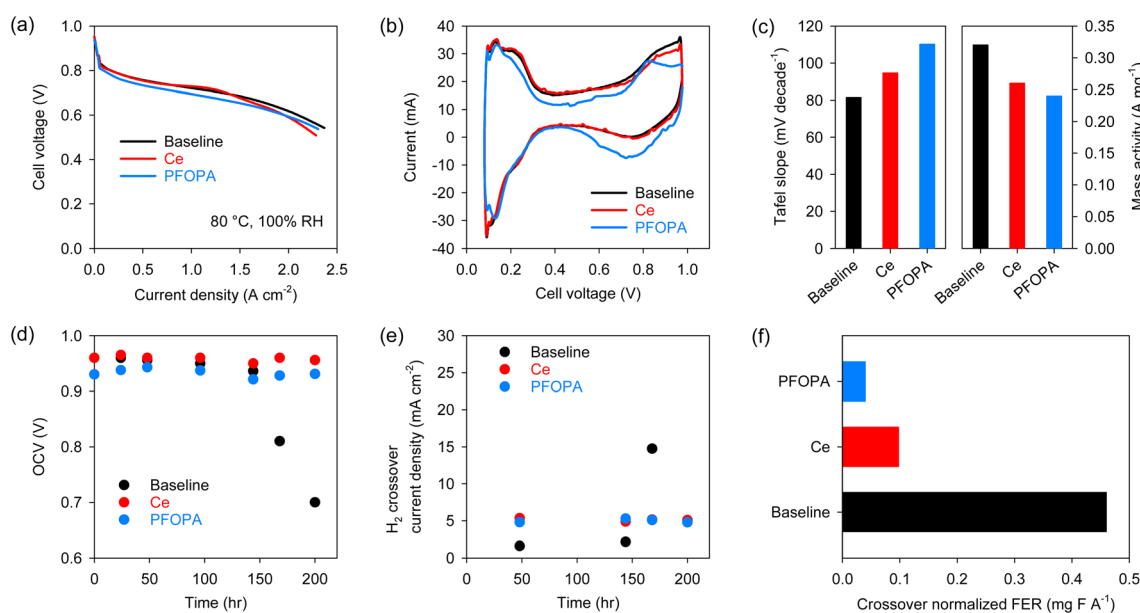 (a)
1.0
0.8
0.6
0.4
0.2
0.0
Cell voltage (V)
Baseline
Ce
PFOPA
80 °C, 100% RH
0.0 0.5 1.0 1.5 2.0 2.5
Current density (A cm-2)
(b)
40
30
20
10
0
-10
-20
-30
-40
Current (mA)
Baseline
Ce
PFOPA
0.0 0.2 0.4 0.6 0.8 1.0
Cell voltage (V)
(c)
120
100
80
60
40
20
0
Tafel slope (mV decade-1)
Baseline
Ce
PFOPA
Baseline
Ce
PFOPA
0.35
0.30
0.25
0.20
0.15
0.10
0.05
0.00
Mass activity (A mg-1)
(d)
1.0
0.9
0.8
0.7
0.6
OCV (V)
Baseline
Ce
PFOPA
0 50 100 150 200
Time (hr)
(e)
30
25
20
15
10
5
0
H2 crossover
current density (mA cm-2)
Baseline
Ce
PFOPA
0 50 100 150 200
Time (hr)
(f)
PFOPA
Ce
Baseline
0.0 0.1 0.2 0.3 0.4 0.5
Crossover normalized FER (mg F A-1)